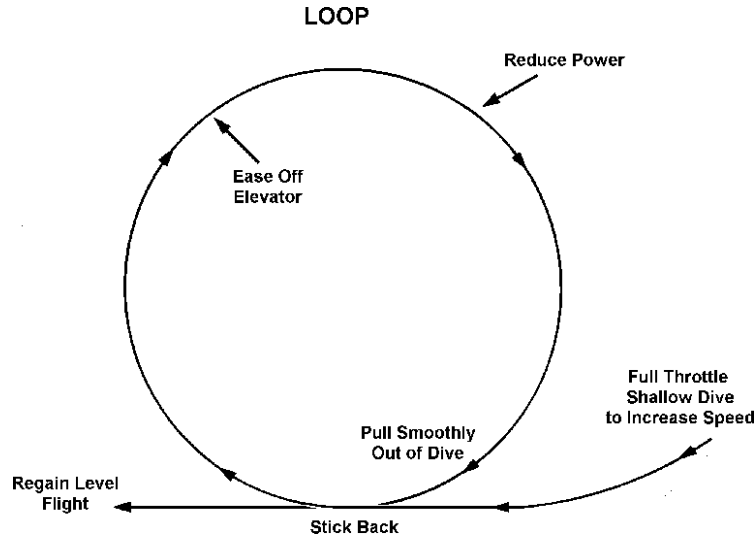 LOOP
Reduce Power
Ease Off
Elevator
Full Throttle
Shallow Dive
to Increase Speed
Pull Smoothly
Out of Dive
Regain Level
Flight
Stick Back